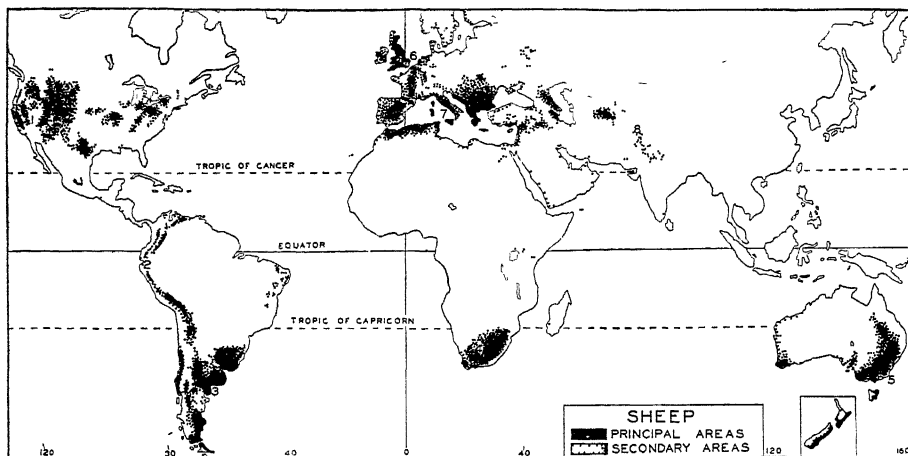 6
7
TROPIC OF CANCER
EQUATOR
TROPIC OF CAPRICORN
3
5
SHEEP
PRINCIPAL AREAS
SECONDARY AREAS
120
40
0
40
120
160